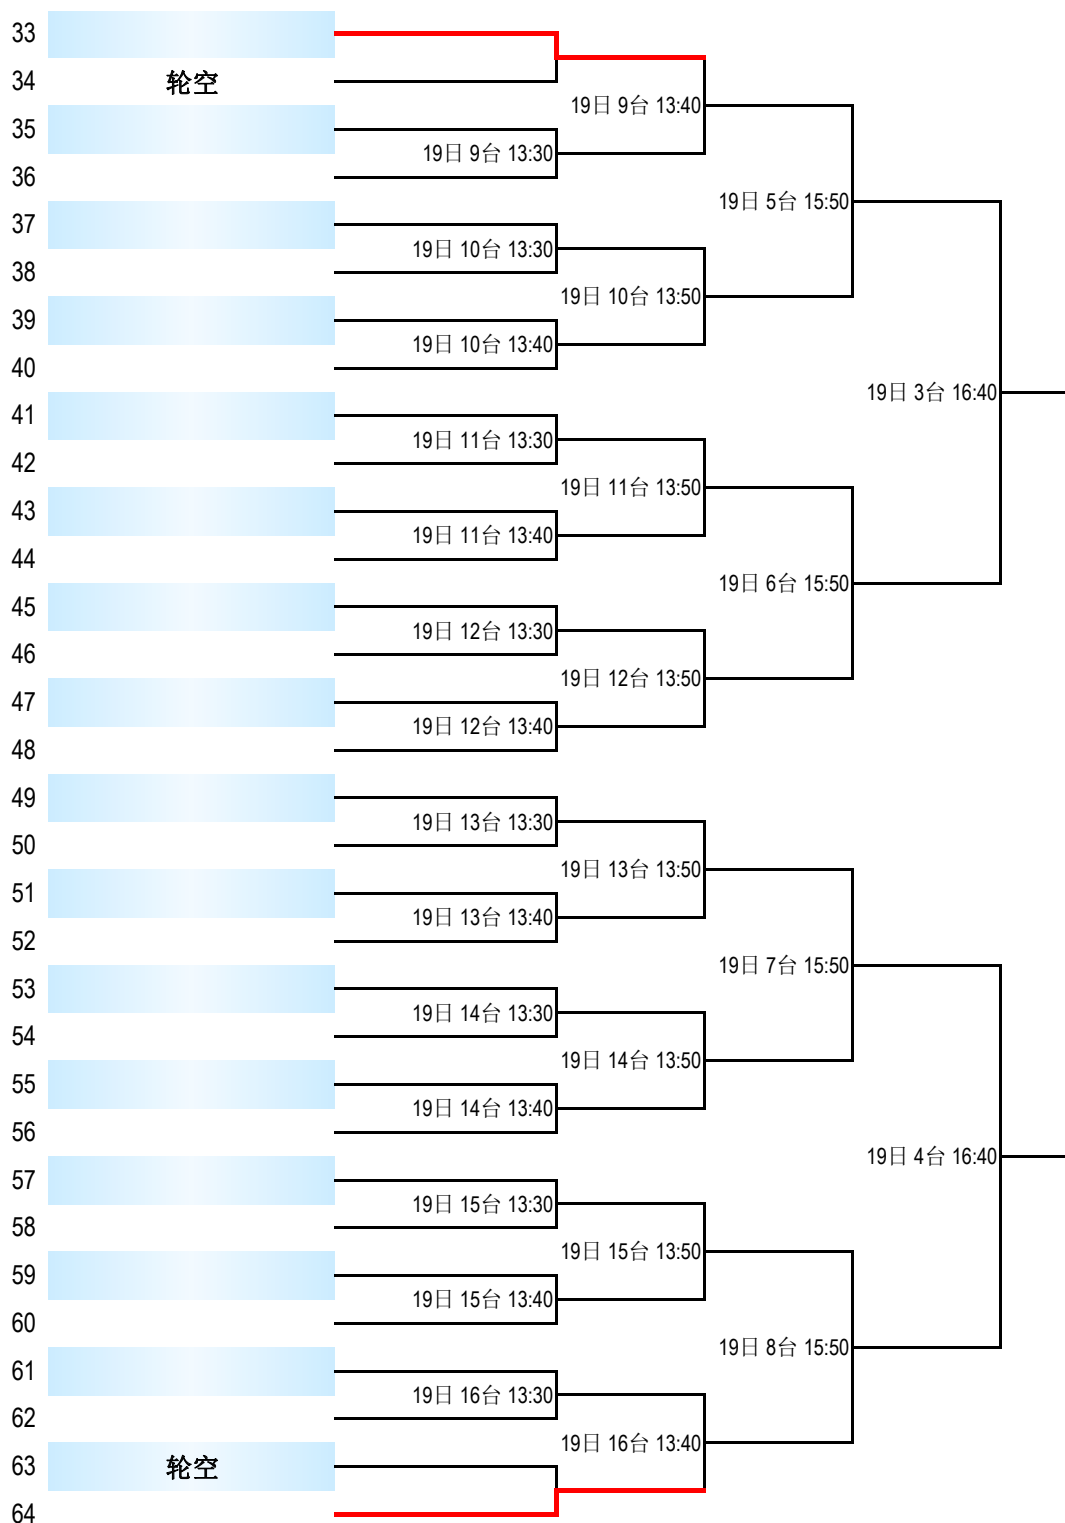 33
34 轮空
19日 9台 13:40
35
19日 9台 13:30
36
19日 5台 15:50
37
19日 10台 13:30
38
19日 10台 13:50
39
19日 10台 13:40
40
19日 3台 16:40
41
19日 11台 13:30
42
19日 11台 13:50
43
19日 11台 13:40
44
19日 6台 15:50
45
19日 12台 13:30
46
19日 12台 13:50
47
19日 12台 13:40
48
49
19日 13台 13:30
50
19日 13台 13:50
51
19日 13台 13:40
52
19日 7台 15:50
53
19日 14台 13:30
54
19日 14台 13:50
55
19日 14台 13:40
56
19日 4台 16:40
57
19日 15台 13:30
58
19日 15台 13:50
59
19日 15台 13:40
60
19日 8台 15:50
61
19日 16台 13:30
62
19日 16台 13:40
63 轮空
64